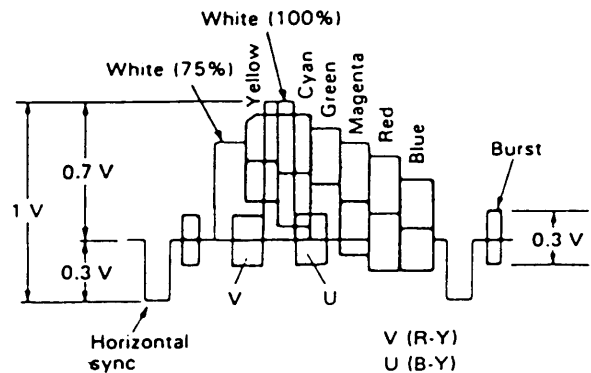 White (100%)
White (75%)
Yellow
Cyan
Green
Magenta
Red
Blue
Burst
0.7 V
1 V
0.3 V
0.3 V
V
U
Horizontal
sync
V (R-Y)
U (B-Y)